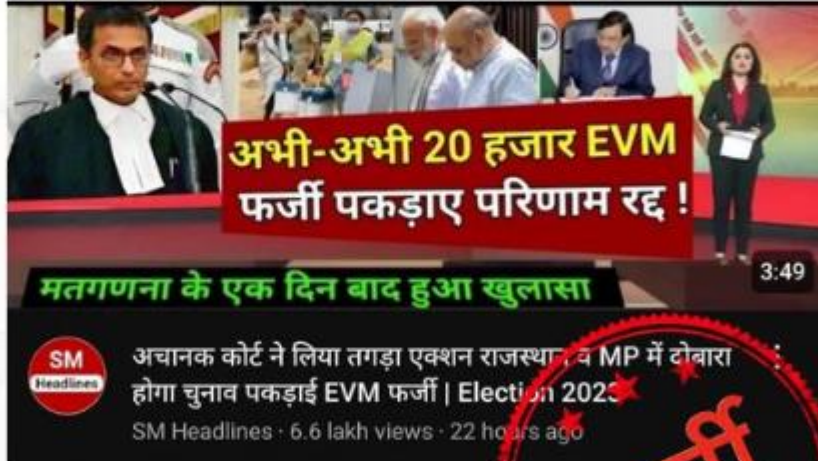 अभी-अभी 20 हजार EVM
फर्जी पकड़ाए परिणाम रद्द !
3:49
मतगणना के एक दिन बाद हुआ खुलासा
SM
Headlines
अचानक कोर्ट ने लिया तगड़ा एक्शन राजस्थान व MP में दोबारा
होगा चुनाव पकड़ाई EVM फर्जी | Election 2023
SM Headlines · 6.6 lakh views · 22 hours ago